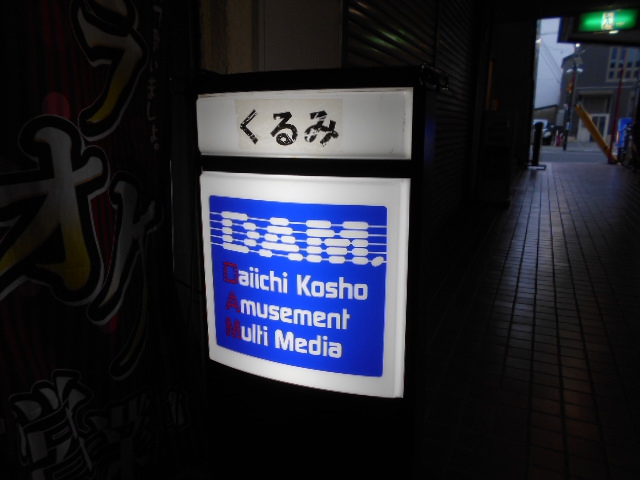 くるみ
DAM
Daiichi Kosho
Amusement
Multi Media